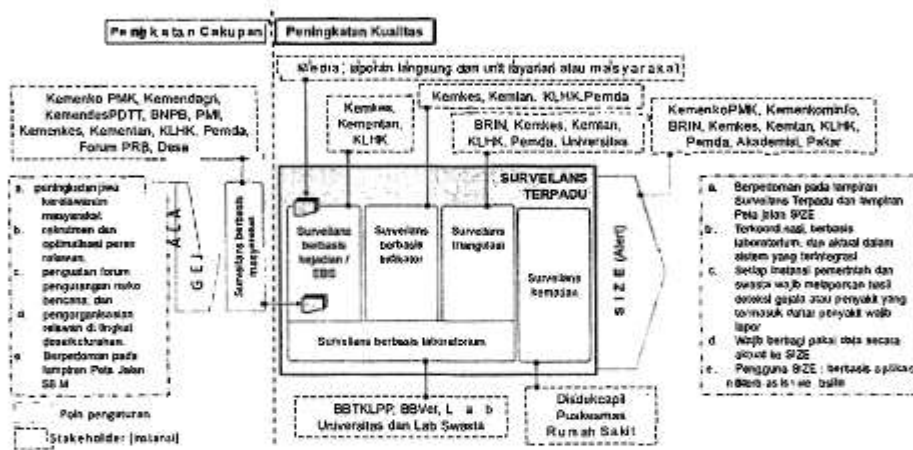 Peningkatan Cakupan
Peningkatan Kualitas
Media, laporan langsung dan unit layanan atau masyarakat
Kemenko PMK, Kemendagri,
KemendesPDTT, BNPB, PMI,
Kemenkes, Kementan, KLHK, Pemda,
Forum PRB, Desa
Kemkes,
Kementan,
KLHK
Kemkes, Kemtan, KLHK,Pemda
BRIN, Kemkes, Kemtan,
KLHK, Pemda, Universitas
KemenkoPMK, Kemenkominfo,
BRIN, Kemkes, Kemtan, KLHK,
Pemda, Akademisi, Pakar
a. peningkatan jiwa
kerelawanan
masyarakat.
b. rekrutmen dan
optimalisasi peran
relawan.
c. penguatan forum
pengurangan risiko
bencana, dan
d. pengorganisasian
relawan di tingkat
desa/kelurahan.
e. Berpedoman pada
lampiran Peta Jalan
SBM
GEJALA
Surveilans berbasis
masyarakat
SURVEILANS
TERPADU
Surveilans
berbasis
kejadian /
EBS
Surveilans
berbasis
Indikator
Surveilans
triangulasi
Surveilans
kematian
Surveilans berbasis laboratorium
SIZE (Alert)
a. Berpedoman pada lampiran
Surveilans Terpadu dan lampiran
Peta Jalan SIZE
b. Terkoordinasi, berbasis
laboratorium, dan aktual dalam
sistem yang terintegrasi
c. Setiap instansi pemerintah dan
swasta wajib melaporkan hasil
deteksi gejala atau penyakit yang
termasuk daftar penyakit wajib
lapor
d. Wajib berbagi pakai data secara
aktual ke SIZE
e. Pengguna SIZE : berbasis aplikasi
BBTKLPP, BBVet, L a b
Universitas dan Lab Swasta
Disdukcapil
Puskesmas
Rumah Sakit
Poin pengaturan
Stakeholder (instansi)